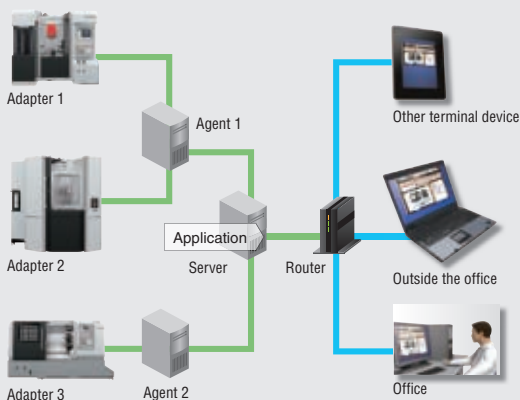 Adapter 1
Agent 1
Other terminal device
Adapter 2
Application
Server
Router
Outside the office
Adapter 3
Agent 2
Office